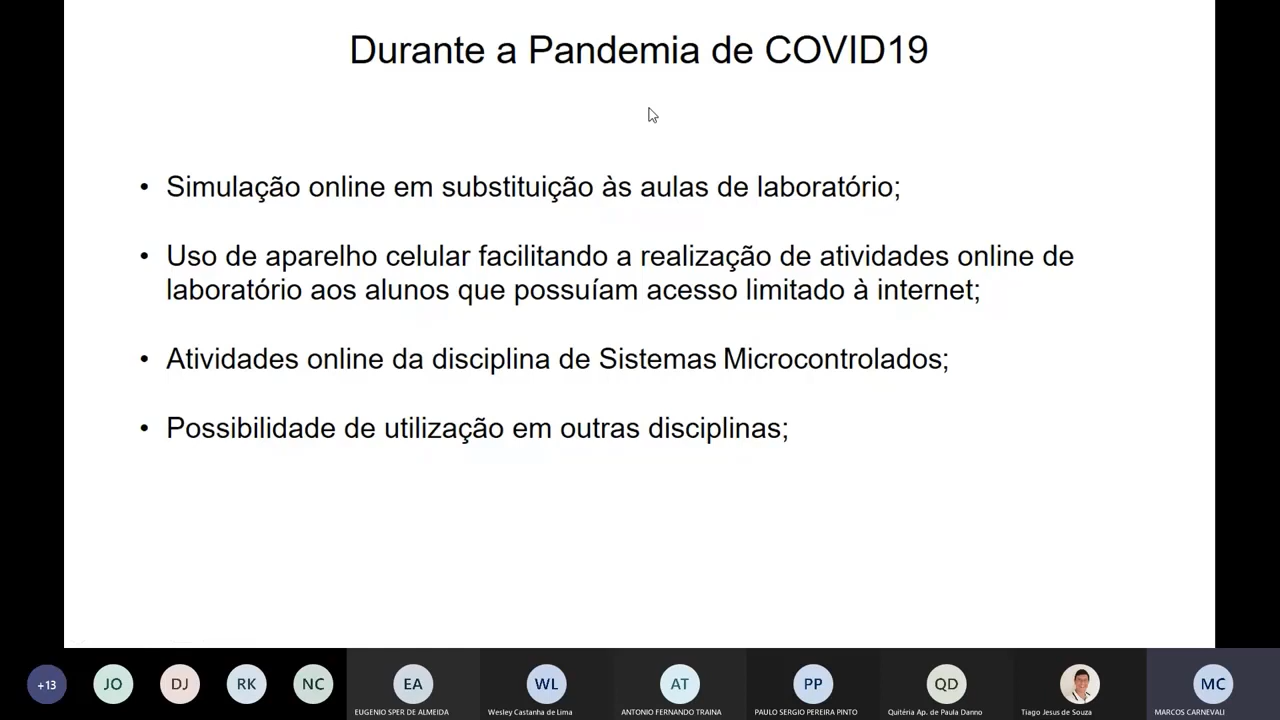 Durante a Pandemia de COVID19
• Simulação online em substituição às aulas de laboratório;
• Uso de aparelho celular facilitando a realização de atividades online de
laboratório aos alunos que possuíam acesso limitado à internet;
• Atividades online da disciplina de Sistemas Microcontrolados;
• Possibilidade de utilização em outras disciplinas;
+13 JO DJ RK NC EA WL AT PP QD MC
EUGENIO SPER DE ALMEIDA Wesley Castanha de Lima ANTONIO FERNANDO TRAINA PAULO SERGIO PEREIRA PINTO Quitéria Ap. de Paula Danno Tiago Jesus de Souza MARCOS CARNEVALI